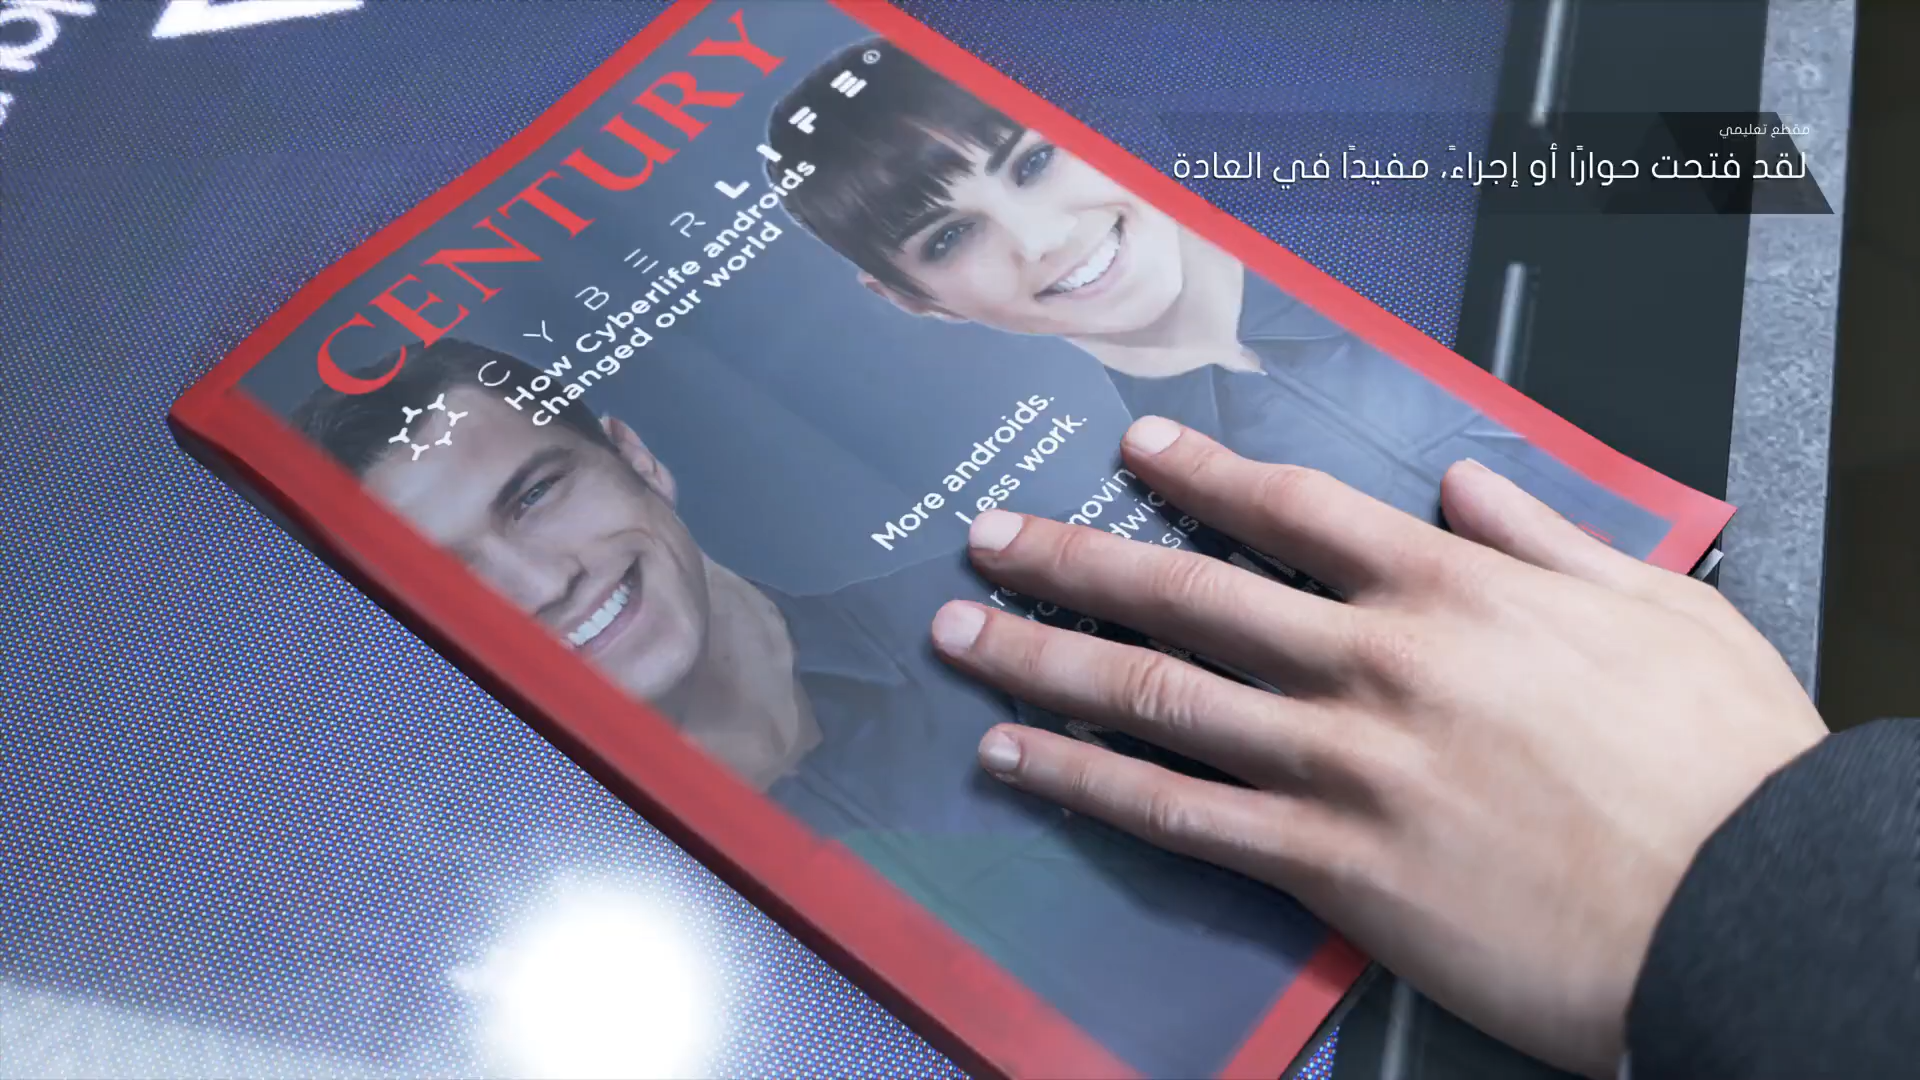 CENTURY
CYBERLIFE®
How Cyberlife androids
changed our world
More androids.
Less work.
مقطع تعليمي
لقد فتحت حوارًا أو إجراءً، مفيدًا في العادة